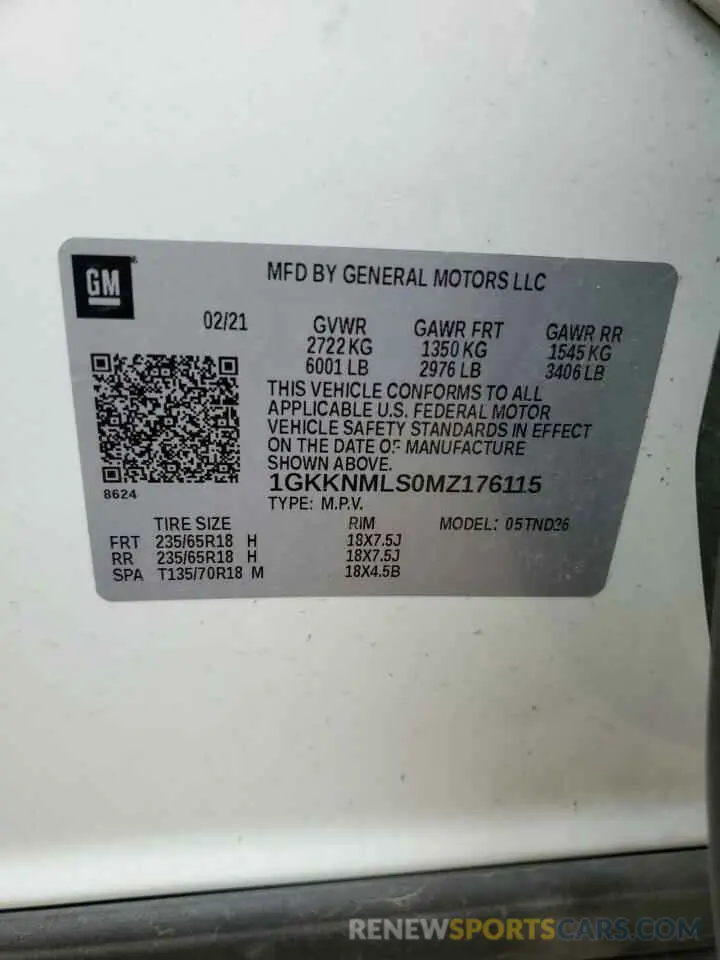 GM
MFD BY GENERAL MOTORS LLC
02/21 GVWR GAWR FRT GAWR RR
2722 KG 1350 KG 1545 KG
6001 LB 2976 LB 3406 LB
THIS VEHICLE CONFORMS TO ALL
APPLICABLE U.S. FEDERAL MOTOR
VEHICLE SAFETY STANDARDS IN EFFECT
ON THE DATE OF MANUFACTURE
SHOWN ABOVE.
8624
1GKKNMLS0MZ176115
TYPE: M.P.V.
TIRE SIZE RIM MODEL: 05TND26
FRT 235/65R18 H 18X7.5J
RR 235/65R18 H 18X7.5J
SPA T135/70R18 M 18X4.5B
RENEWSPORTSCARS.COM